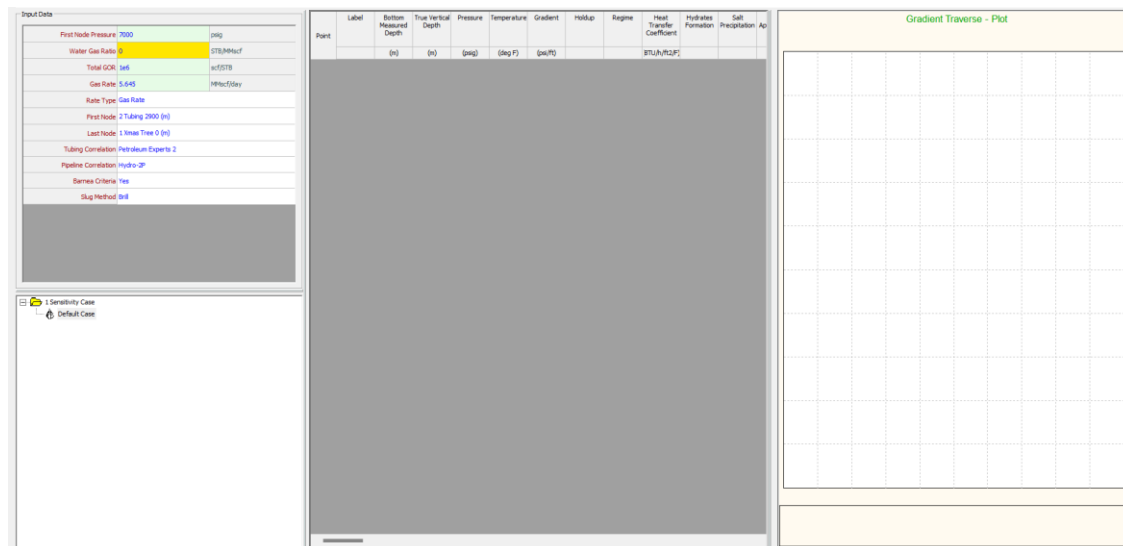 Input Data
First Node Pressure 7000 psig
Water Gas Ratio 0 STB/MMscf
Total GOR 1e6 scf/STB
Gas Rate 5.645 MMscf/day
Rate Type Gas Rate
First Node 2 Tubing 2900 (m)
Last Node 1 Xmas Tree 0 (m)
Tubing Correlation Petroleum Experts 2
Pipeline Correlation Hydro-2P
Barnea Criteria Yes
Slug Method Brill
1 Sensitivity Case
Default Case
Point Label Bottom Measured Depth True Vertical Depth Pressure Temperature Gradient Holdup Regime Heat Transfer Coefficient Hydrates Formation Salt Precipitation Ap
(m) (m) (psig) (deg F) (psi/ft) BTU/h/ft2/F)
Gradient Traverse - Plot